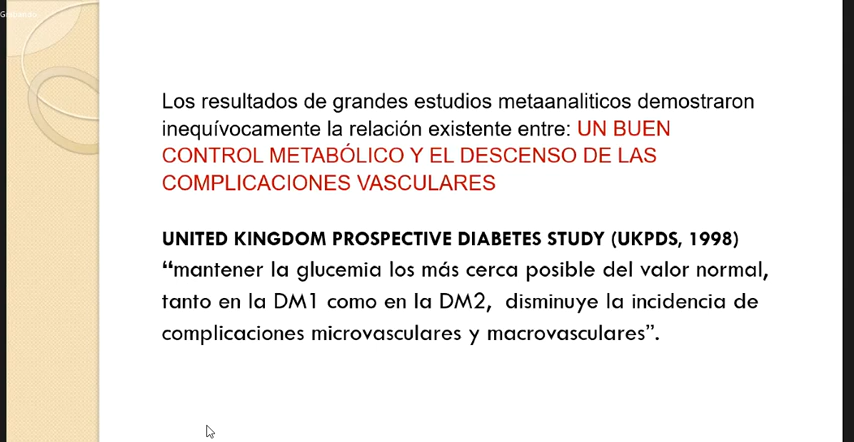 Los resultados de grandes estudios metaanaliticos demostraron
inequívocamente la relación existente entre: UN BUEN
CONTROL METABÓLICO Y EL DESCENSO DE LAS
COMPLICACIONES VASCULARES
UNITED KINGDOM PROSPECTIVE DIABETES STUDY (UKPDS, 1998)
“mantener la glucemia los más cerca posible del valor normal,
tanto en la DM1 como en la DM2, disminuye la incidencia de
complicaciones microvasculares y macrovasculares”.